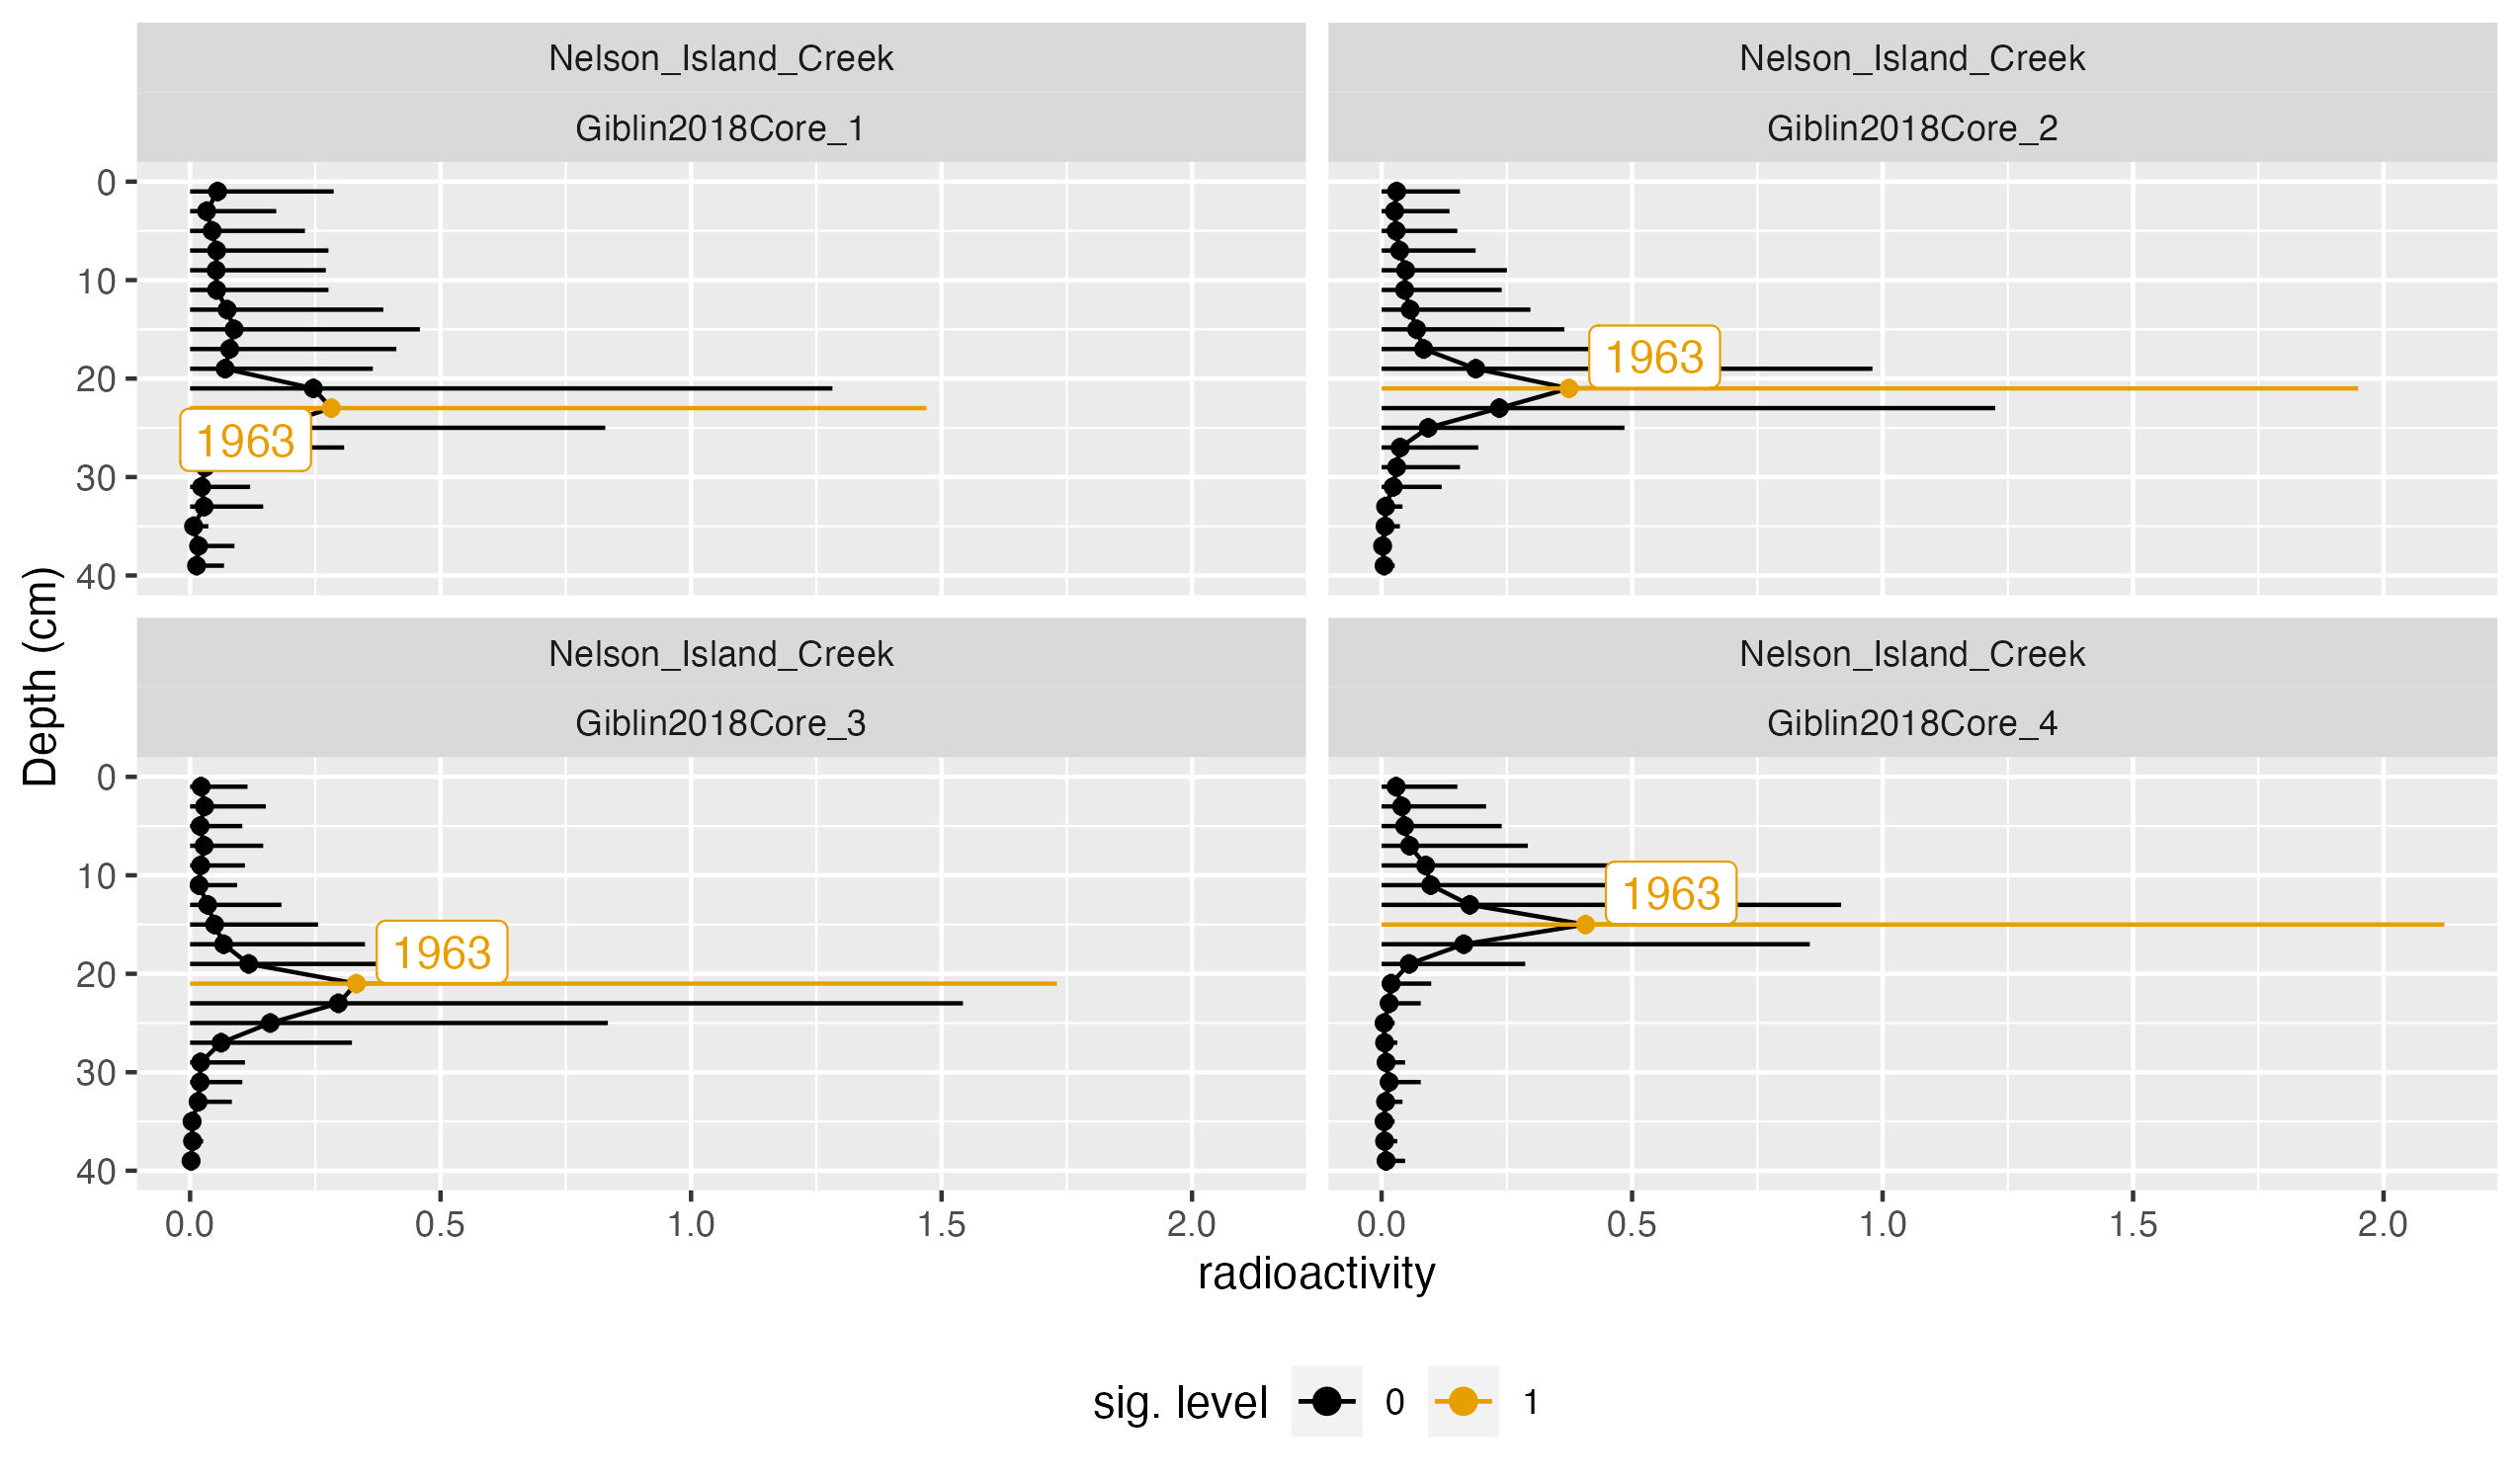 Nelson_Island_Creek
Giblin2018Core_1
Nelson_Island_Creek
Giblin2018Core_2
0
10
20
30
40
1963
1963
Nelson_Island_Creek
Giblin2018Core_3
Nelson_Island_Creek
Giblin2018Core_4
0
10
20
30
40
1963
1963
Depth (cm)
0.0 0.5 1.0 1.5 2.0
0.0 0.5 1.0 1.5 2.0
radioactivity
sig. level 0 1